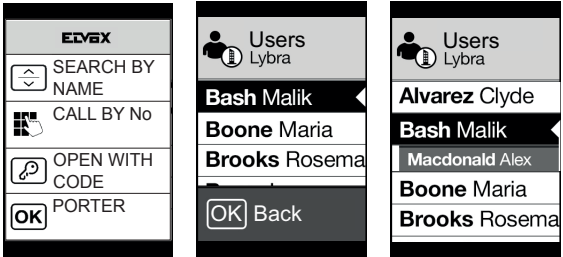 ELVOX
SEARCH BY
NAME
CALL BY No
OPEN WITH
CODE
OK PORTER
Users
Lybra
Bash Malik
Boone Maria
Brooks Rosema
OK Back
Users
Lybra
Alvarez Clyde
Bash Malik
Macdonald Alex
Boone Maria
Brooks Rosema